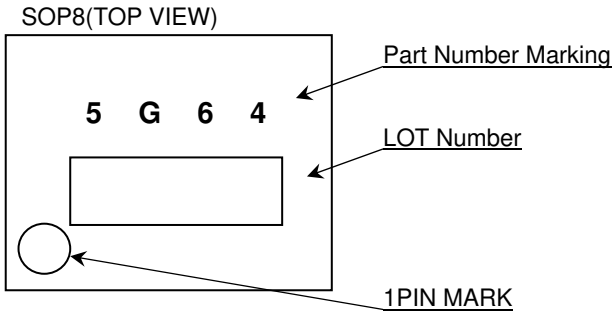 SOP8(TOP VIEW)
Part Number Marking
5 G 6 4
LOT Number
1PIN MARK